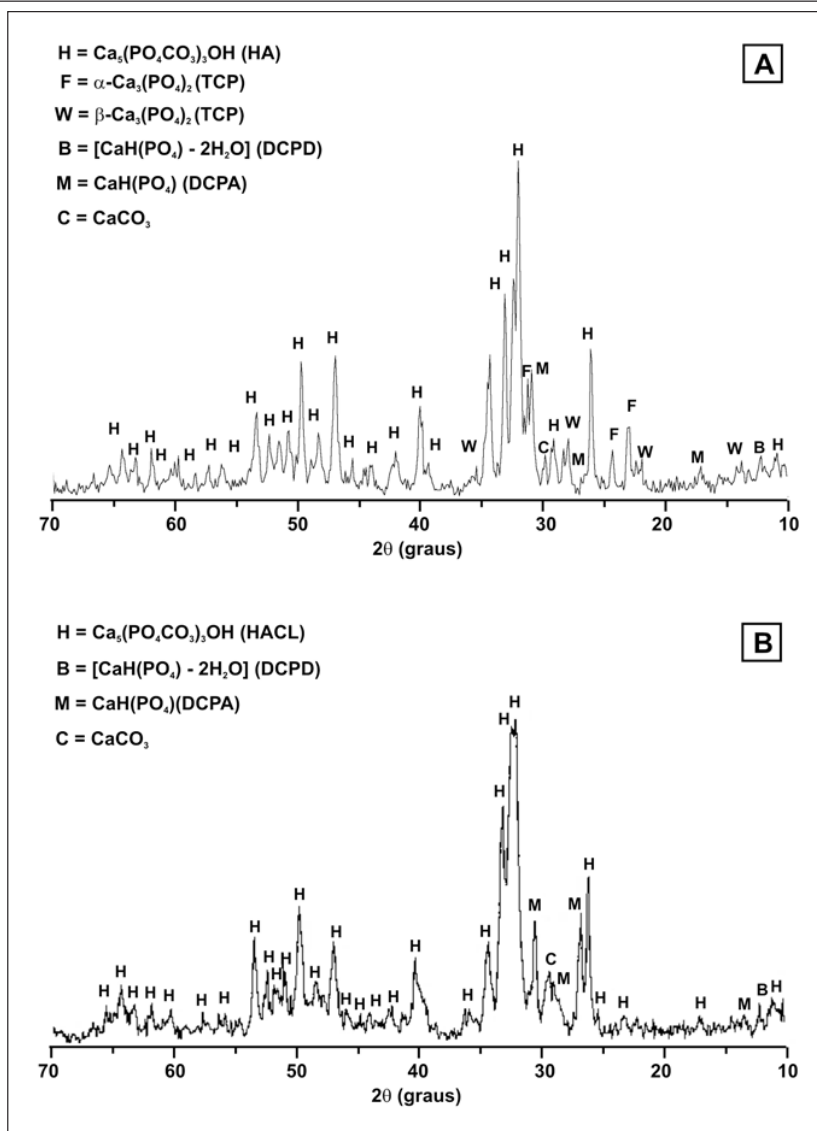 H = Ca₅(PO₄CO₃)₃OH (HA)
A
F = α-Ca₃(PO₄)₂ (TCP)
W = β-Ca₃(PO₄)₂ (TCP)
B = [CaH(PO₄) - 2H₂O] (DCPD)
M = CaH(PO₄) (DCPA)
C = CaCO₃
H
H
H
H H H F M H
H H H H H H H H H H H H H H H H H W C H W M F F W M W B H
70 60 50 40 30 20 10
2θ (graus)
H = Ca₅(PO₄CO₃)₃OH (HACL)
B
B = [CaH(PO₄) - 2H₂O] (DCPD)
M = CaH(PO₄)(DCPA)
C = CaCO₃
H
H
H
H H H H H H M M H
H H H H H H H H H H H H H H H H C M H H H M B H
70 60 50 40 30 20 10
2θ (graus)